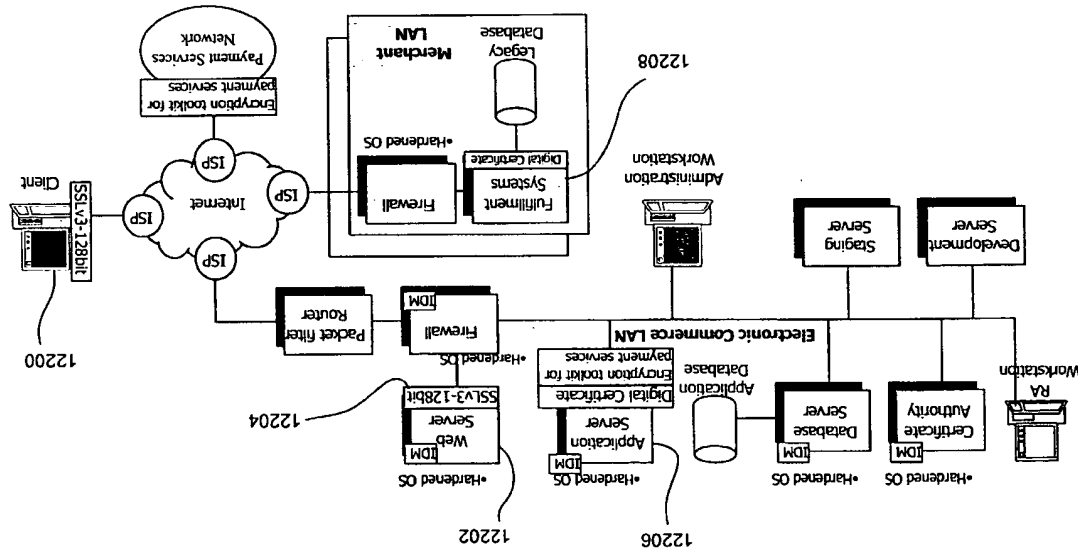 12206
12202
•Hardened OS
•Hardened OS
•Hardened OS
•Hardened OS
RA
Workstation
IDM
Certificate
Authority
IDM
Database
Server
Application
Database
IDM
Application
Server
Digital Certificate
Encryption toolkit for
payment services
IDM
Web
Server
SSLv3-128bit
12204
Electronic Commerce LAN
•Hardened OS
Firewall
IDM
Packet filter
Router
12200
Development
Server
Staging
Server
Administration
Workstation
ISP
Internet
ISP
ISP
ISP
SSLv3-128bit
Client
Fulfillment
Systems
Digital Certificate
Firewall
•Hardened OS
12208
Legacy
Database
Merchant
LAN
Encryption toolkit for
payment services
Payment Services
Network